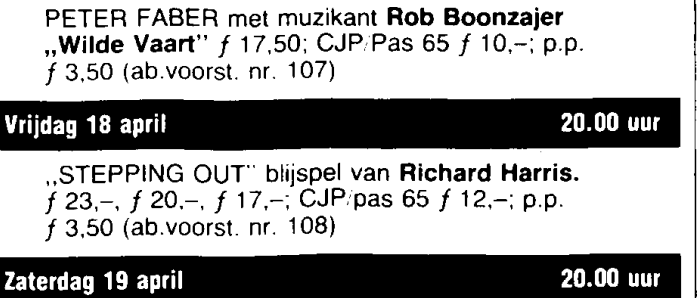 PETER FABER met muzikant Rob Boonzajer
„Wilde Vaart" ƒ 17,50; CJP/Pas 65 ƒ 10,–; p.p.
ƒ 3,50 (ab.voorst. nr. 107)
Vrijdag 18 april 20.00 uur
„STEPPING OUT" blijspel van Richard Harris.
ƒ 23,–, ƒ 20,–, ƒ 17,–; CJP/pas 65 ƒ 12,–; p.p.
ƒ 3,50 (ab.voorst. nr. 108)
Zaterdag 19 april 20.00 uur